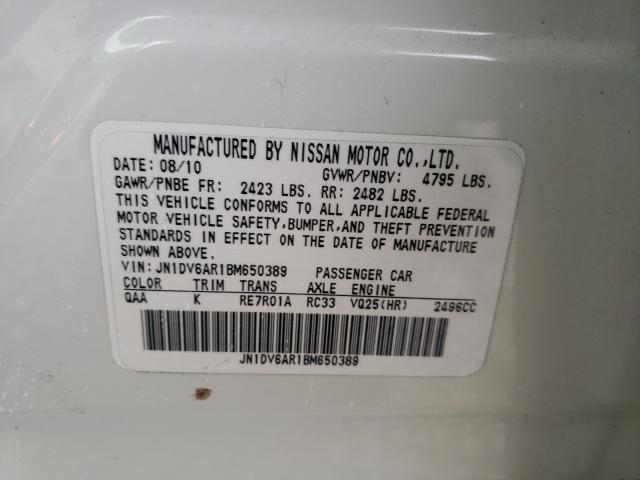 MANUFACTURED BY NISSAN MOTOR CO.,LTD.
DATE: 08/10 GVWR/PNBV: 4795 LBS.
GAWR/PNBE FR: 2423 LBS. RR: 2482 LBS.
THIS VEHICLE CONFORMS TO ALL APPLICABLE FEDERAL
MOTOR VEHICLE SAFETY,BUMPER,AND THEFT PREVENTION
STANDARDS IN EFFECT ON THE DATE OF MANUFACTURE
SHOWN ABOVE.
VIN:JN1DV6AR1BM650389 PASSENGER CAR
COLOR TRIM TRANS AXLE ENGINE
QAA K RE7R01A RC33 VQ25(HR) 2496CC
JN1DV6AR1BM650389